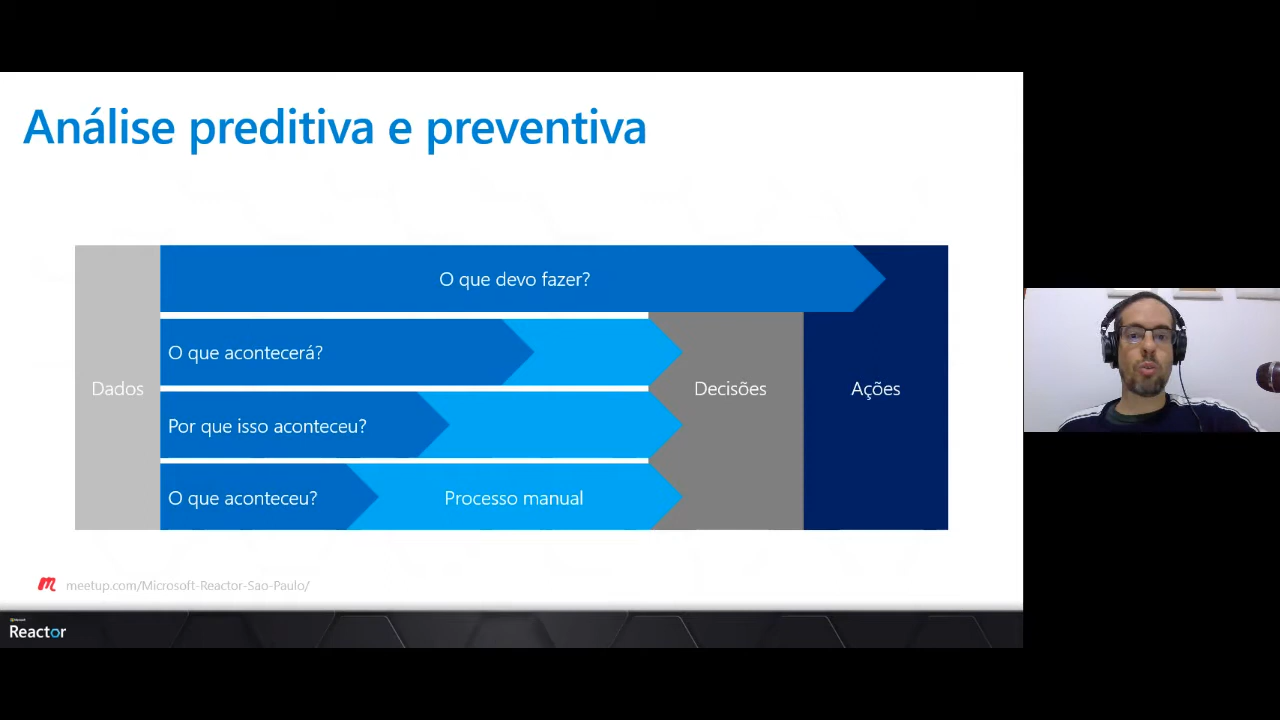 Análise preditiva e preventiva
O que devo fazer?
O que acontecerá?
Dados
Decisões
Ações
Por que isso aconteceu?
O que aconteceu?
Processo manual
meetup.com/Microsoft-Reactor-Sao-Paulo/
Microsoft
Reactor